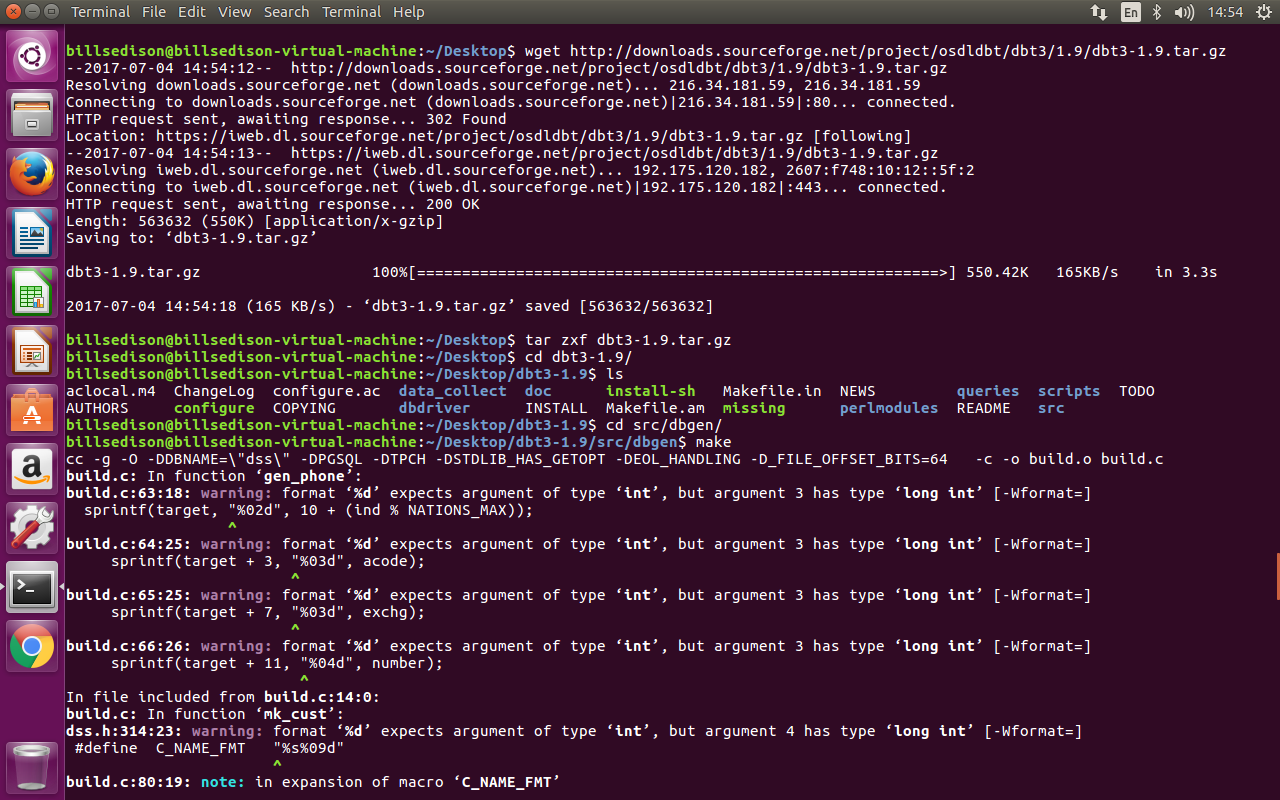 Terminal File Edit View Search Terminal Help En 14:54
billsedison@billsedison-virtual-machine:~/Desktop$ wget http://downloads.sourceforge.net/project/osdldbt/dbt3/1.9/dbt3-1.9.tar.gz
--2017-07-04 14:54:12--  http://downloads.sourceforge.net/project/osdldbt/dbt3/1.9/dbt3-1.9.tar.gz
Resolving downloads.sourceforge.net (downloads.sourceforge.net)... 216.34.181.59, 216.34.181.59
Connecting to downloads.sourceforge.net (downloads.sourceforge.net)|216.34.181.59|:80... connected.
HTTP request sent, awaiting response... 302 Found
Location: https://iweb.dl.sourceforge.net/project/osdldbt/dbt3/1.9/dbt3-1.9.tar.gz [following]
--2017-07-04 14:54:13--  https://iweb.dl.sourceforge.net/project/osdldbt/dbt3/1.9/dbt3-1.9.tar.gz
Resolving iweb.dl.sourceforge.net (iweb.dl.sourceforge.net)... 192.175.120.182, 2607:f748:10:12::5f:2
Connecting to iweb.dl.sourceforge.net (iweb.dl.sourceforge.net)|192.175.120.182|:443... connected.
HTTP request sent, awaiting response... 200 OK
Length: 563632 (550K) [application/x-gzip]
Saving to: ‘dbt3-1.9.tar.gz’
dbt3-1.9.tar.gz                   100%[==========================================================>] 550.42K   165KB/s    in 3.3s
2017-07-04 14:54:18 (165 KB/s) - ‘dbt3-1.9.tar.gz’ saved [563632/563632]
billsedison@billsedison-virtual-machine:~/Desktop$ tar zxf dbt3-1.9.tar.gz
billsedison@billsedison-virtual-machine:~/Desktop$ cd dbt3-1.9/
billsedison@billsedison-virtual-machine:~/Desktop/dbt3-1.9$ ls
aclocal.m4  ChangeLog  configure.ac  data_collect  doc      install-sh   Makefile.in  NEWS         queries  scripts  TODO
AUTHORS     configure  COPYING       dbdriver      INSTALL  Makefile.am  missing      perlmodules  README   src
billsedison@billsedison-virtual-machine:~/Desktop/dbt3-1.9$ cd src/dbgen/
billsedison@billsedison-virtual-machine:~/Desktop/dbt3-1.9/src/dbgen$ make
cc -g -O -DDBNAME=\"dss\" -DPGSQL -DTPCH -DSTDLIB_HAS_GETOPT -DEOL_HANDLING -D_FILE_OFFSET_BITS=64   -c -o build.o build.c
build.c: In function ‘gen_phone’:
build.c:63:18: warning: format ‘%d’ expects argument of type ‘int’, but argument 3 has type ‘long int’ [-Wformat=]
  sprintf(target, "%02d", 10 + (ind % NATIONS_MAX));
                  ^
build.c:64:25: warning: format ‘%d’ expects argument of type ‘int’, but argument 3 has type ‘long int’ [-Wformat=]
     sprintf(target + 3, "%03d", acode);
                         ^
build.c:65:25: warning: format ‘%d’ expects argument of type ‘int’, but argument 3 has type ‘long int’ [-Wformat=]
     sprintf(target + 7, "%03d", exchg);
                         ^
build.c:66:26: warning: format ‘%d’ expects argument of type ‘int’, but argument 3 has type ‘long int’ [-Wformat=]
     sprintf(target + 11, "%04d", number);
                          ^
In file included from build.c:14:0:
build.c: In function ‘mk_cust’:
dss.h:314:23: warning: format ‘%d’ expects argument of type ‘int’, but argument 4 has type ‘long int’ [-Wformat=]
 #define  C_NAME_FMT   "%s%09d"
                       ^
build.c:80:19: note: in expansion of macro ‘C_NAME_FMT’